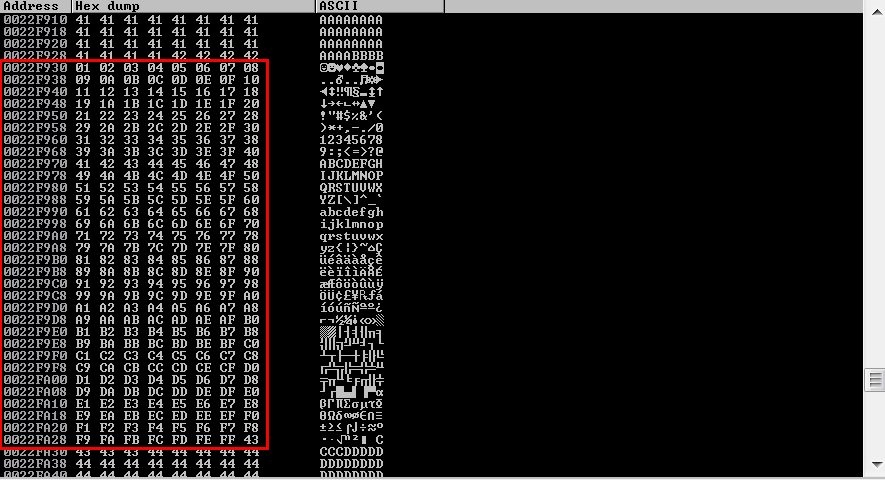 Address Hex dump ASCII
0022F910 41 41 41 41 41 41 41 41 AAAAAAAA
0022F918 41 41 41 41 41 41 41 41 AAAAAAAA
0022F920 41 41 41 41 41 41 41 41 AAAAAAAA
0022F928 41 41 41 41 42 42 42 42 AAAABBBB
0022F930 01 02 03 04 05 06 07 08 ☺☻♥♦♣♠•◘
0022F938 09 0A 0B 0C 0D 0E 0F 10 ..♂..♫☼►
0022F940 11 12 13 14 15 16 17 18 ◄↕‼¶§▬↨↑
0022F948 19 1A 1B 1C 1D 1E 1F 20 ↓→←∟↔▲▼
0022F950 21 22 23 24 25 26 27 28 !"#$%&'(
0022F958 29 2A 2B 2C 2D 2E 2F 30 )*+,-./0
0022F960 31 32 33 34 35 36 37 38 12345678
0022F968 39 3A 3B 3C 3D 3E 3F 40 9:;<=>?@
0022F970 41 42 43 44 45 46 47 48 ABCDEFGH
0022F978 49 4A 4B 4C 4D 4E 4F 50 IJKLMNOP
0022F980 51 52 53 54 55 56 57 58 QRSTUVWX
0022F988 59 5A 5B 5C 5D 5E 5F 60 YZ[\]^_`
0022F990 61 62 63 64 65 66 67 68 abcdefgh
0022F998 69 6A 6B 6C 6D 6E 6F 70 ijklmnop
0022F9A0 71 72 73 74 75 76 77 78 qrstuvwx
0022F9A8 79 7A 7B 7C 7D 7E 7F 80 yz{|}~⌂Ç
0022F9B0 81 82 83 84 85 86 87 88 üéâäàåçê
0022F9B8 89 8A 8B 8C 8D 8E 8F 90 ëèïîìÄÅÉ
0022F9C0 91 92 93 94 95 96 97 98 æÆôöòûùÿ
0022F9C8 99 9A 9B 9C 9D 9E 9F A0 ÖÜ¢£¥₧ƒá
0022F9D0 A1 A2 A3 A4 A5 A6 A7 A8 íóúñÑªº¿
0022F9D8 A9 AA AB AC AD AE AF B0 ⌐¬½¼¡«»░
0022F9E0 B1 B2 B3 B4 B5 B6 B7 B8 ▒▓│┤╡╢╖╕
0022F9E8 B9 BA BB BC BD BE BF C0 ╣║╗╝╜╛┐└
0022F9F0 C1 C2 C3 C4 C5 C6 C7 C8 ┴┬├─┼╞╟╚
0022F9F8 C9 CA CB CC CD CE CF D0 ╔╩╦╠═╬╧╨
0022FA00 D1 D2 D3 D4 D5 D6 D7 D8 ╤╥╙╘╒╓╫╪
0022FA08 D9 DA DB DC DD DE DF E0 ┘┌█▄▌▐▀α
0022FA10 E1 E2 E3 E4 E5 E6 E7 E8 ßΓπΣσµτΦ
0022FA18 E9 EA EB EC ED EE EF F0 ΘΩδ∞φε∩≡
0022FA20 F1 F2 F3 F4 F5 F6 F7 F8 ±≥≤⌠⌡÷≈°
0022FA28 F9 FA FB FC FD FE FF 43 ∙·√ⁿ²■ C
0022FA30 43 43 43 44 44 44 44 44 CCCDDDDD
0022FA38 44 44 44 44 44 44 44 44 DDDDDDDD
0022FA40 44 44 44 44 44 44 44 44 DDDDDDDD